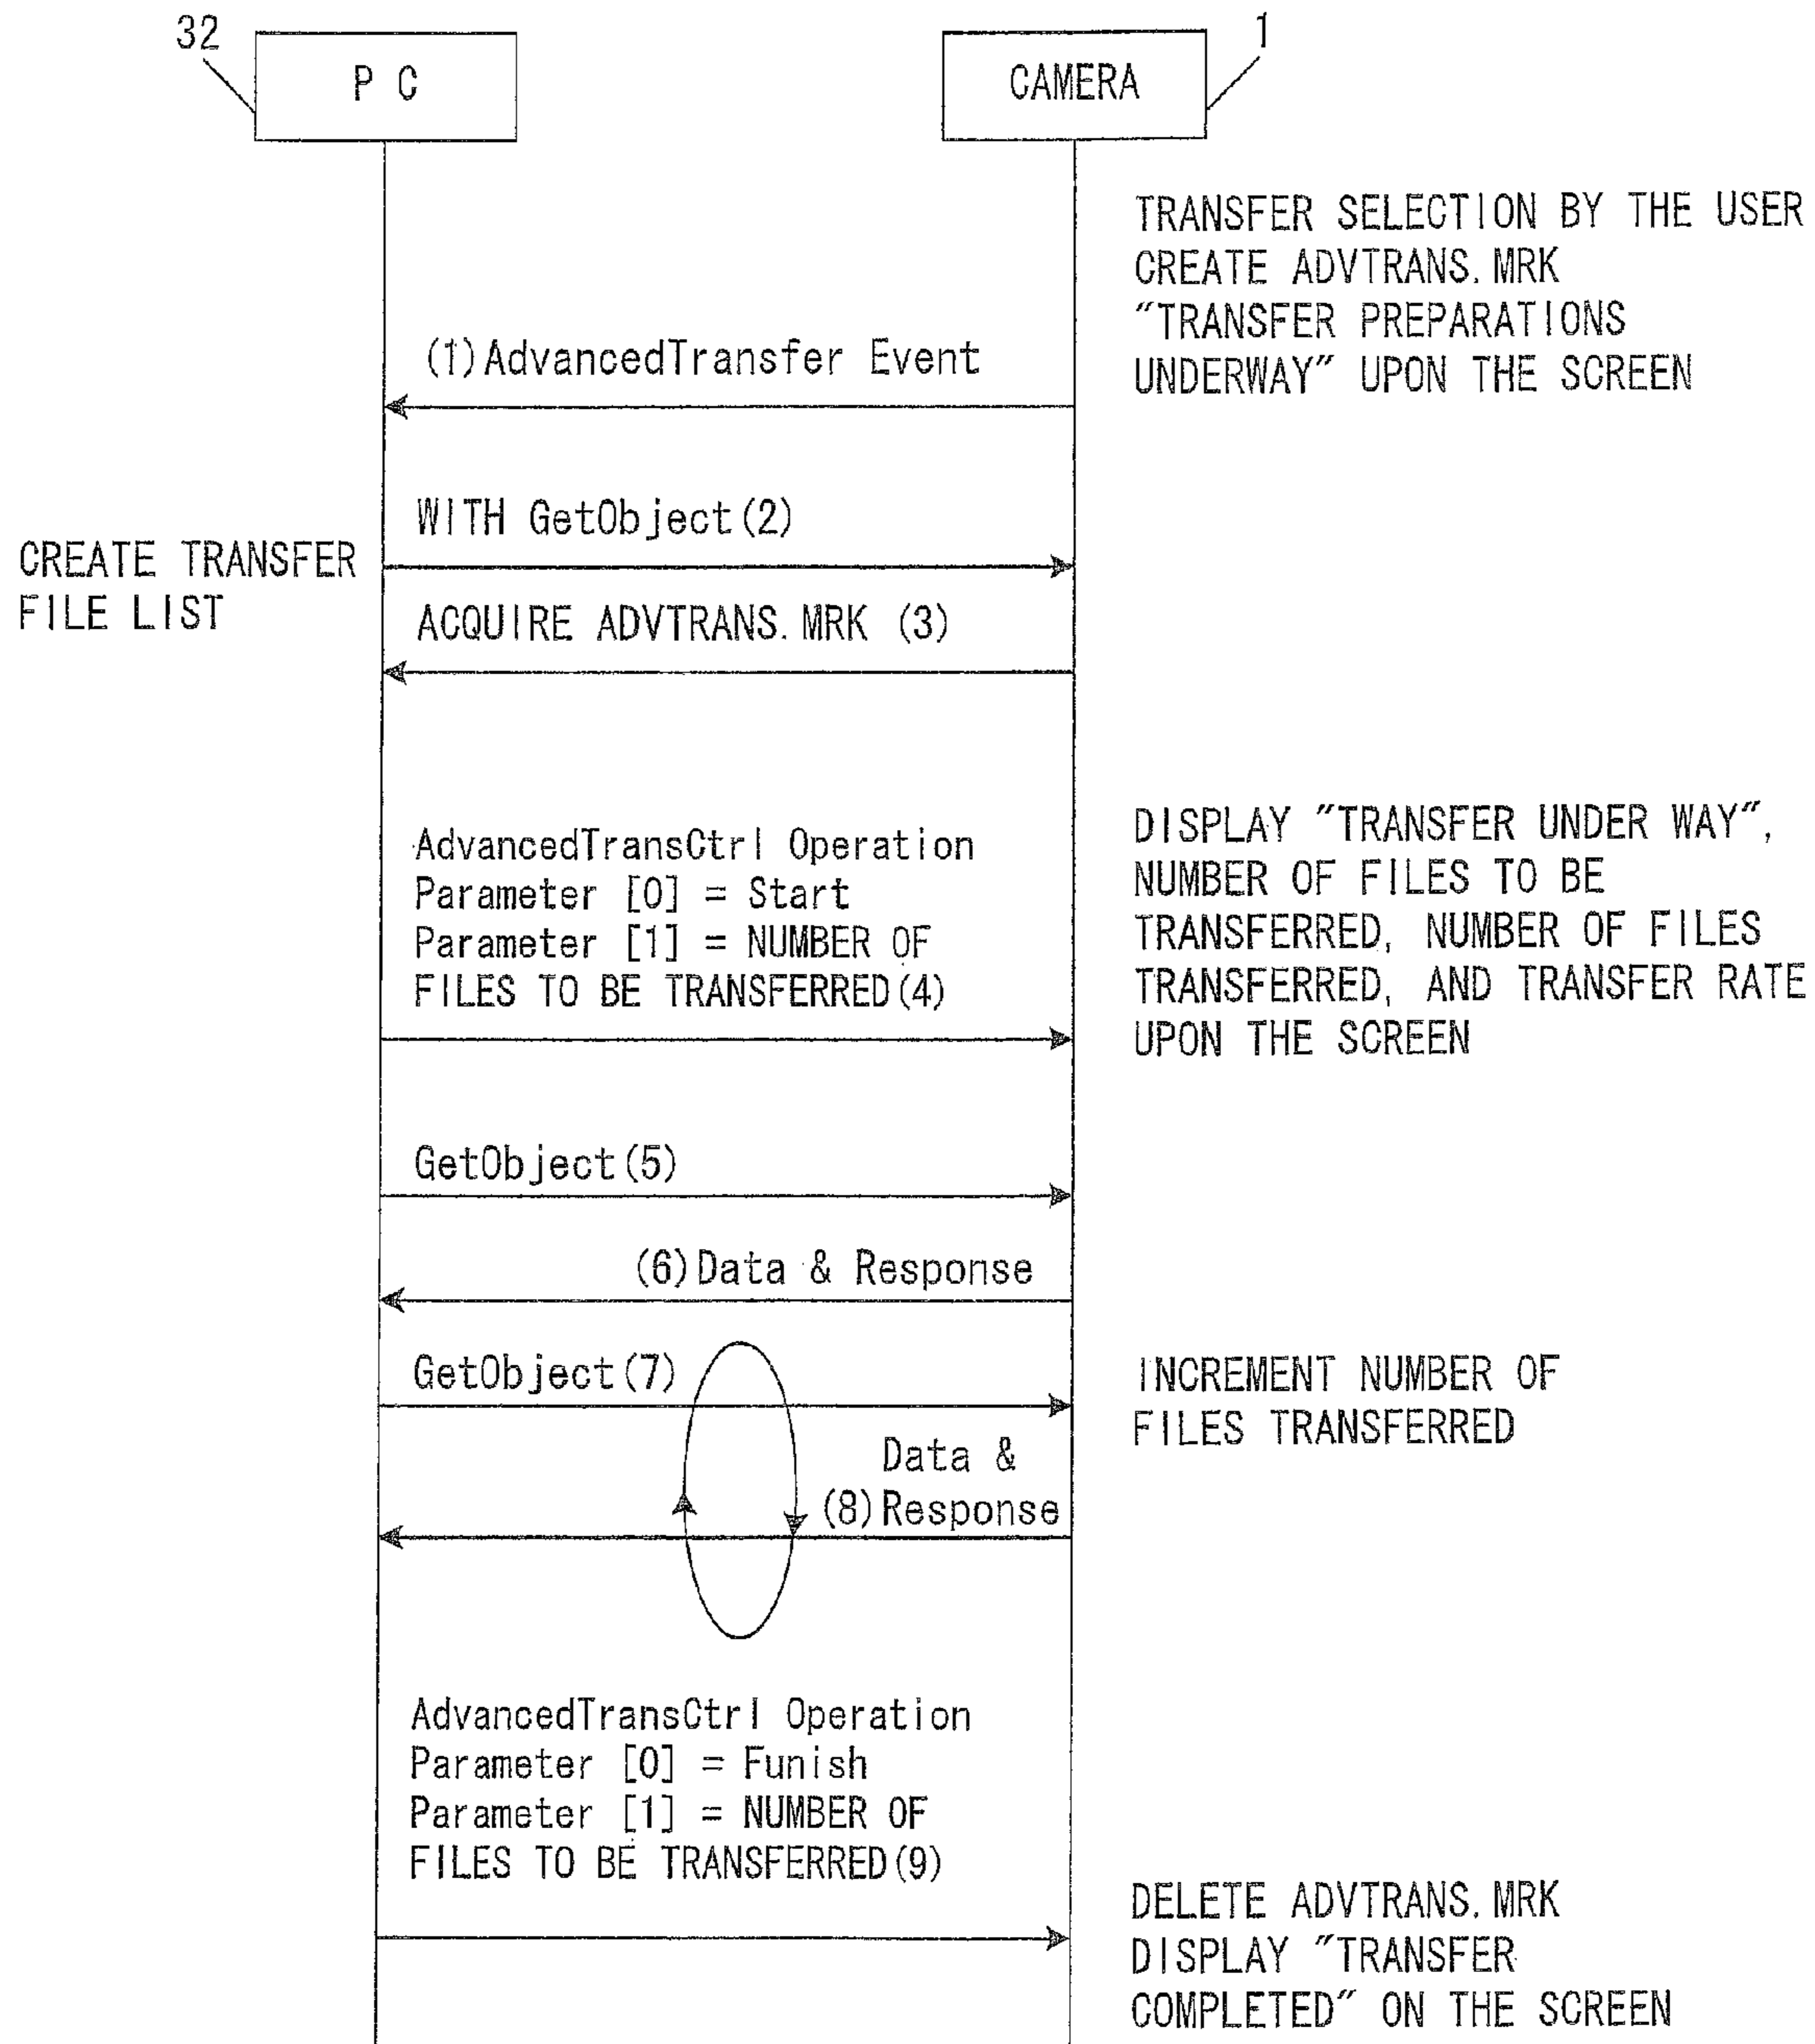 32
1
P C
CAMERA
TRANSFER SELECTION BY THE USER
CREATE ADVTRANS.MRK
"TRANSFER PREPARATIONS
UNDERWAY" UPON THE SCREEN
(1)AdvancedTransfer Event
WITH GetObject(2)
CREATE TRANSFER
FILE LIST
ACQUIRE ADVTRANS.MRK (3)
AdvancedTransCtrl Operation
Parameter [0] = Start
Parameter [1] = NUMBER OF
FILES TO BE TRANSFERRED(4)
DISPLAY "TRANSFER UNDER WAY",
NUMBER OF FILES TO BE
TRANSFERRED, NUMBER OF FILES
TRANSFERRED, AND TRANSFER RATE
UPON THE SCREEN
GetObject(5)
(6)Data & Response
GetObject(7)
INCREMENT NUMBER OF
FILES TRANSFERRED
Data &
(8)Response
AdvancedTransCtrl Operation
Parameter [0] = Funish
Parameter [1] = NUMBER OF
FILES TO BE TRANSFERRED(9)
DELETE ADVTRANS.MRK
DISPLAY "TRANSFER
COMPLETED" ON THE SCREEN